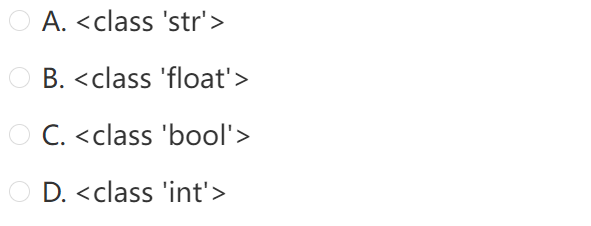 A. <class 'str'>
B. <class 'float'>
C. <class 'bool'>
D. <class 'int'>